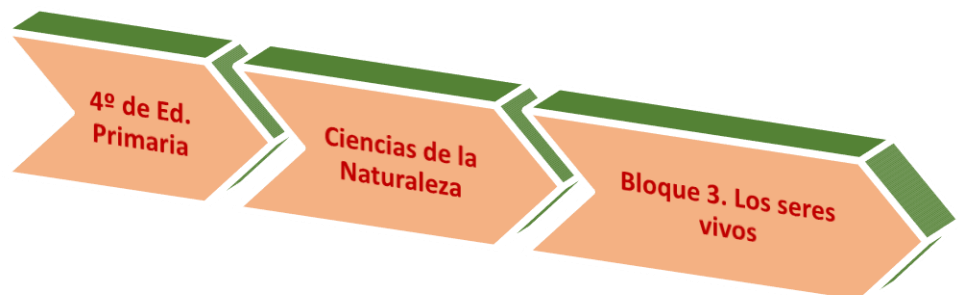 4º de Ed.
Primaria
Ciencias de la
Naturaleza
Bloque 3. Los seres
vivos